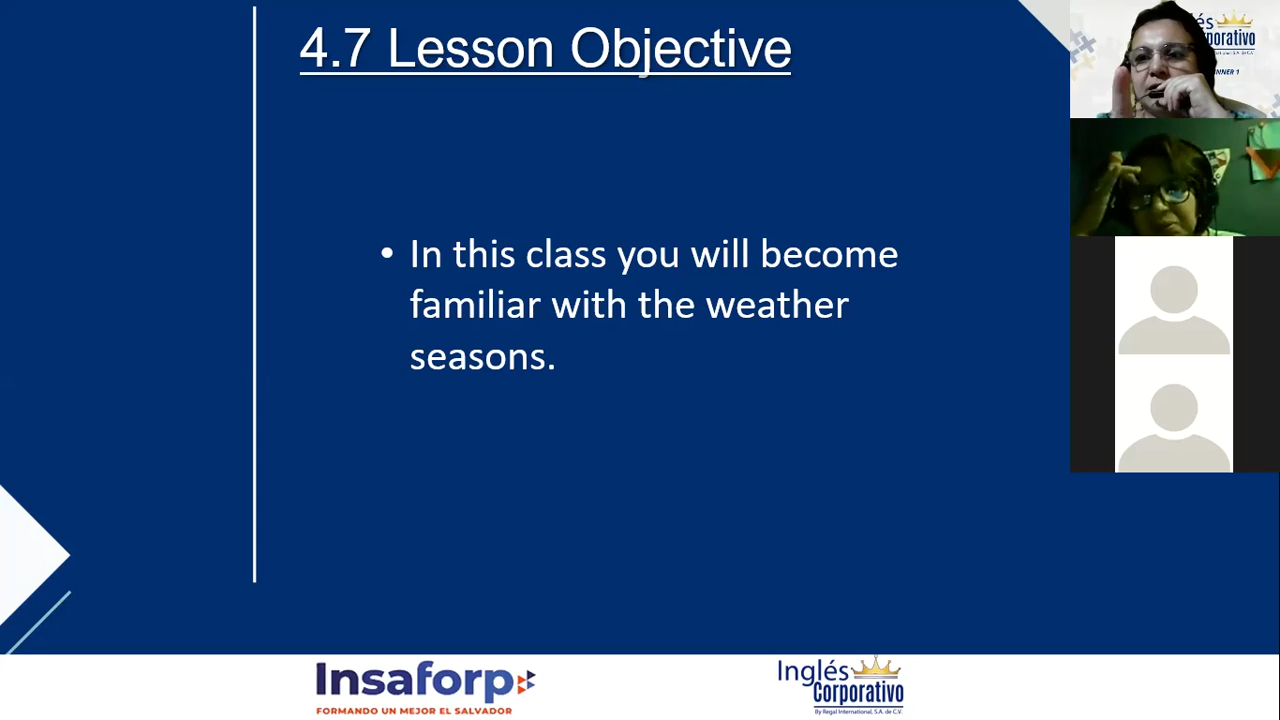 4.7 Lesson Objective
• In this class you will become
familiar with the weather
seasons.
Insaforp
FORMANDO UN MEJOR EL SALVADOR
Inglés
Corporativo
By Regal International, S.A. de C.V.